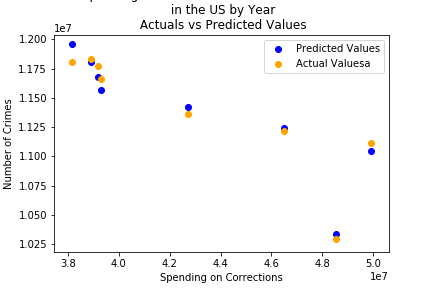 in the US by Year
Actuals vs Predicted Values
1e7
Predicted Values
Actual Valuesa
1.200
1.175
1.150
1.125
1.100
1.075
1.050
1.025
Number of Crimes
3.8
4.0
4.2
4.4
4.6
4.8
5.0
Spending on Corrections
1e7